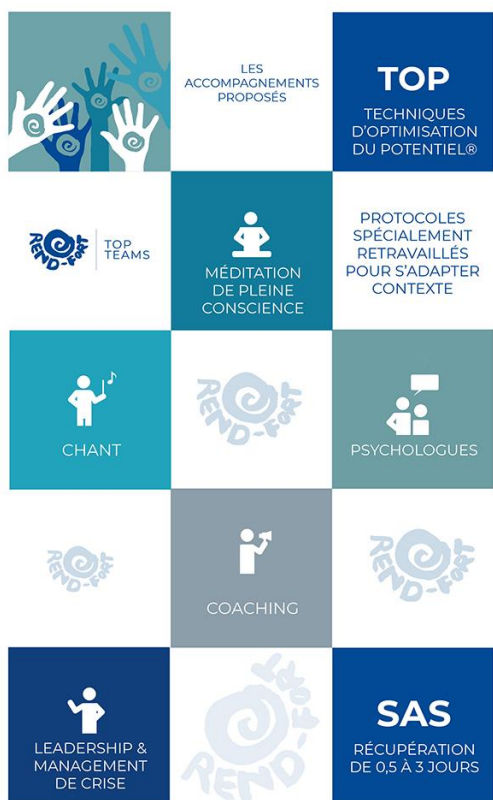 LES
ACCOMPAGNEMENTS
PROPOSÉS
TOP
TECHNIQUES
D'OPTIMISATION
DU POTENTIEL®
REND-FORT
TOP
TEAMS
MÉDITATION
DE PLEINE
CONSCIENCE
PROTOCOLES
SPÉCIALEMENT
RETRAVAILLÉS
POUR S'ADAPTER
CONTEXTE
CHANT
REND-FORT
PSYCHOLOGUES
REND-FORT
COACHING
REND-FORT
LEADERSHIP &
MANAGEMENT
DE CRISE
REND-FORT
SAS
RÉCUPÉRATION
DE 0,5 À 3 JOURS